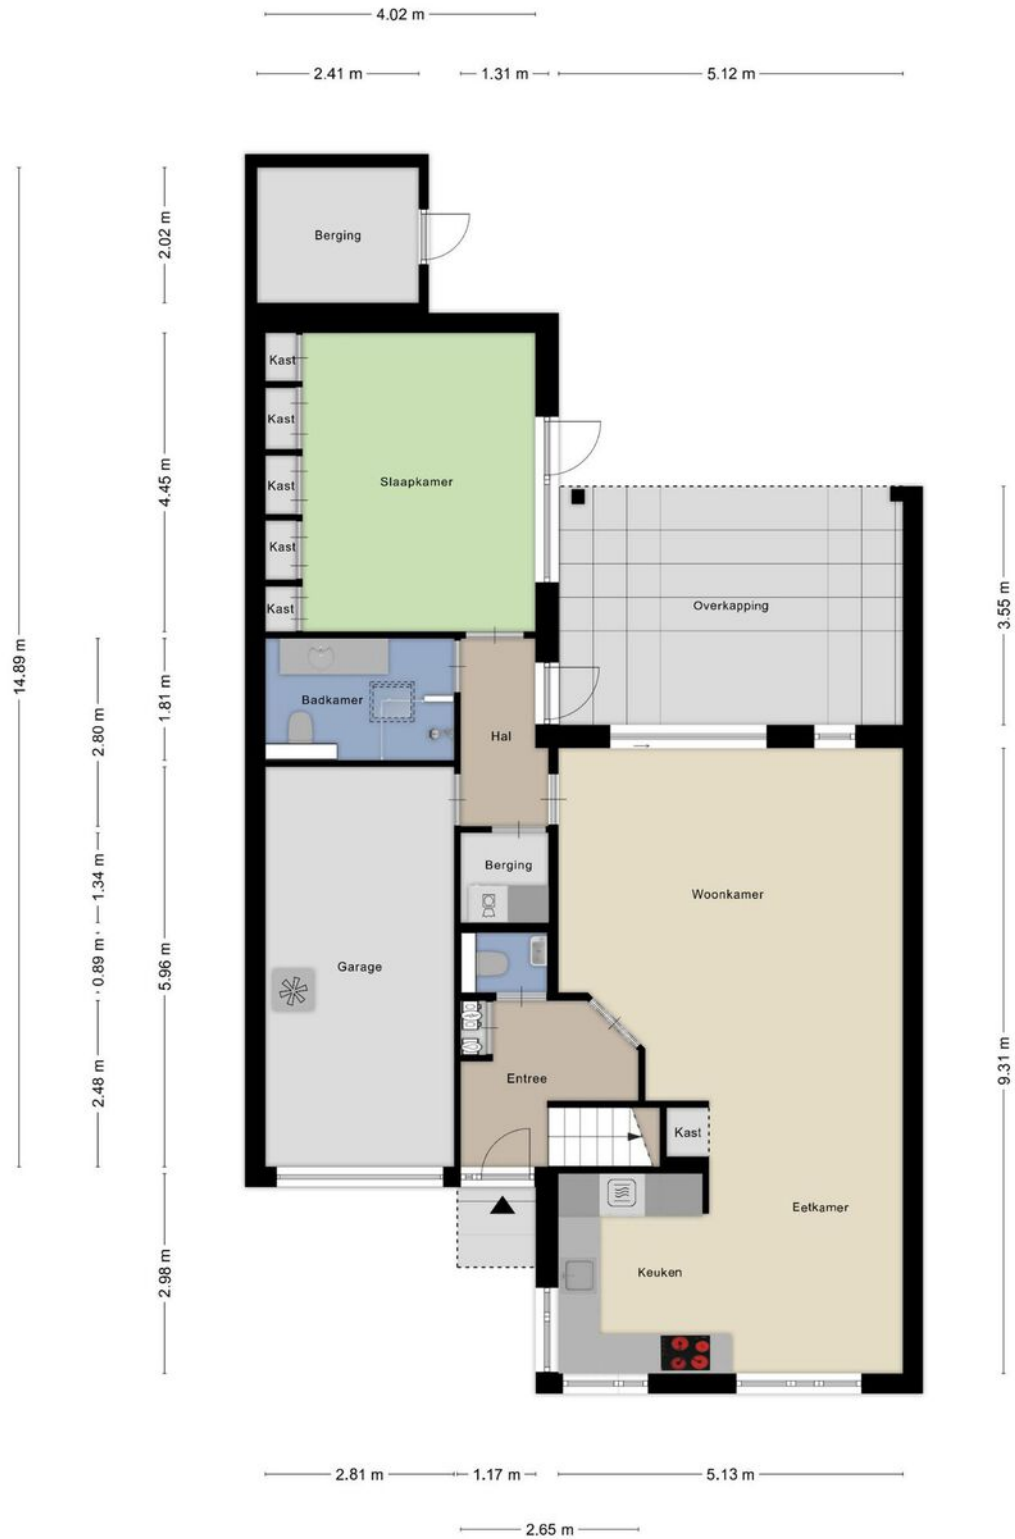 4.02 m
2.41 m
1.31 m
5.12 m
14.89 m
2.02 m
4.45 m
1.81 m
5.96 m
2.98 m
2.80 m
1.34 m
0.89 m
2.48 m
3.55 m
9.31 m
Berging
Kast
Kast
Kast
Kast
Kast
Slaapkamer
Overkapping
Badkamer
Hal
Berging
Woonkamer
Garage
Entree
Kast
Eetkamer
Keuken
2.81 m
1.17 m
5.13 m
2.65 m